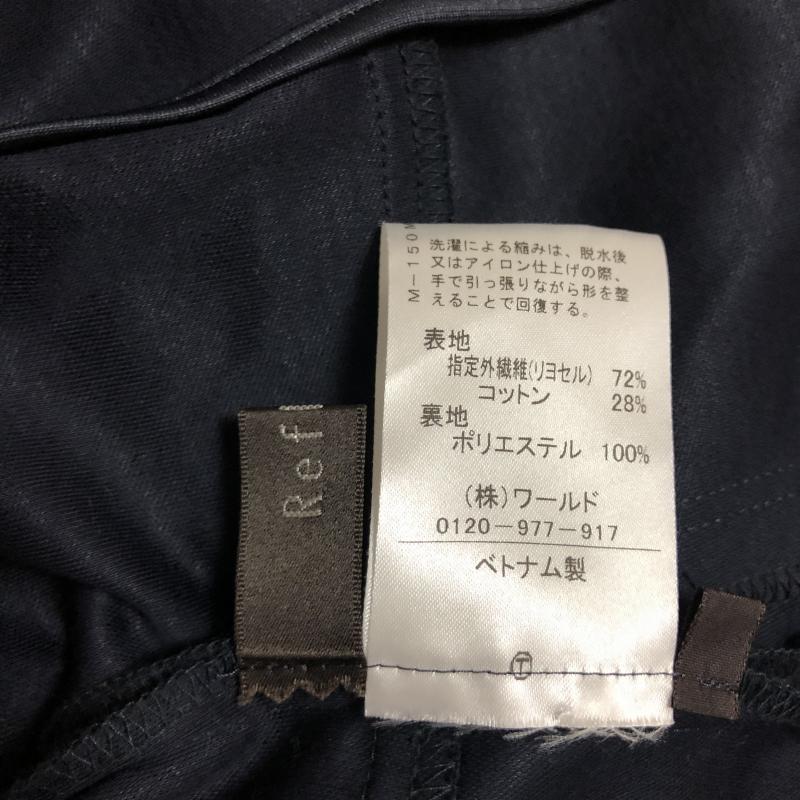 M-150
洗濯による縮みは、脱水後
又はアイロン仕上げの際、
手で引っ張りながら形を整
えることで回復する。
表地
指定外繊維(リヨセル) 72%
コットン 28%
裏地
ポリエステル 100%
(株)ワールド
0120-977-917
ベトナム製
T
Ref